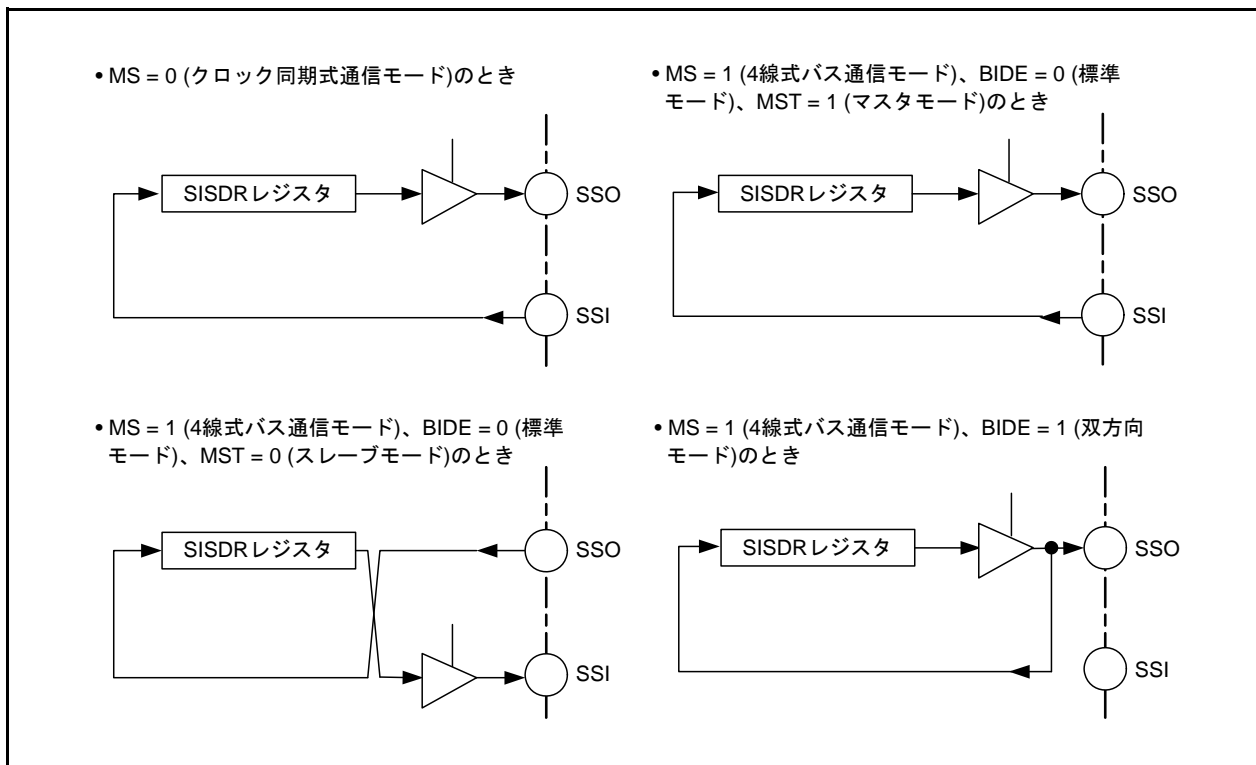 • MS = 0 (クロック同期式通信モード)のとき
SISDRレジスタ
SSO
SSI
• MS = 1 (4線式バス通信モード)、BIDE = 0 (標準
モード)、MST = 1 (マスタモード)のとき
SISDRレジスタ
SSO
SSI
• MS = 1 (4線式バス通信モード)、BIDE = 0 (標準
モード)、MST = 0 (スレーブモード)のとき
SISDRレジスタ
SSO
SSI
• MS = 1 (4線式バス通信モード)、BIDE = 1 (双方向
モード)のとき
SISDRレジスタ
SSO
SSI